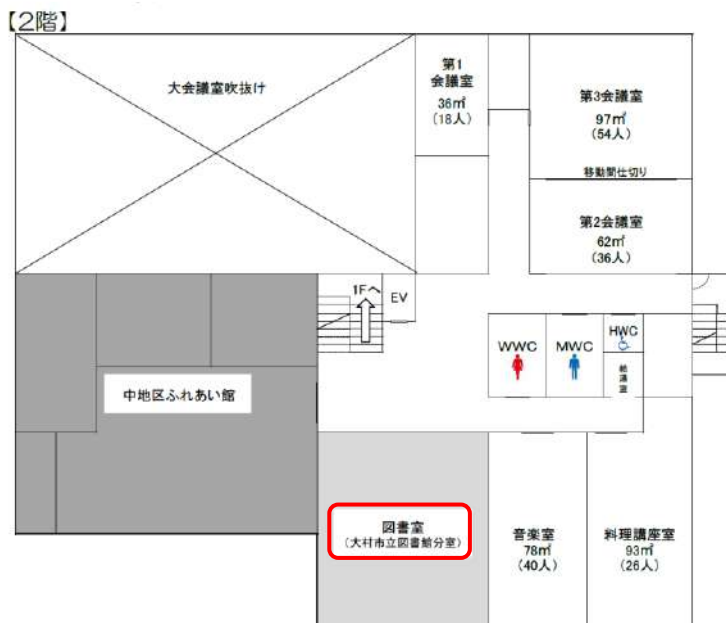 【2階】
大会議室吹抜け
第1
会議室
36㎡
(18人)
第3会議室
97㎡
(54人)
移動間仕切り
第2会議室
62㎡
(36人)
1Fへ
EV
WWC
MWC
HWC
給湯室
中地区ふれあい館
図書室
(大村市立図書館分室)
音楽室
78㎡
(40人)
料理講座室
93㎡
(26人)